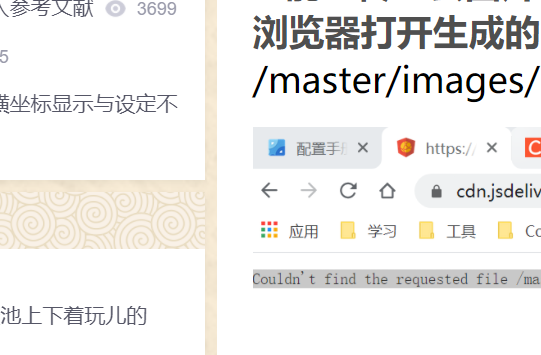 参考文献 3699
5
横坐标显示与设定不
池上下着玩儿的
浏览器打开生成的
/master/images/
配置手 × https:/ ×
cdn.jsdeliv
应用 学习 工具 Co
Couldn't find the requested file /ma